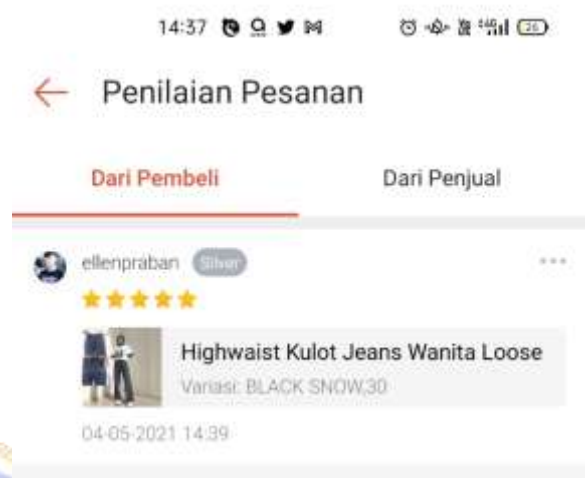 14:37
26
Penilaian Pesanan
Dari Pembeli Dari Penjual
ellenpraban Silver
Highwaist Kulot Jeans Wanita Loose
Variasi: BLACK SNOW,30
04-05-2021 14:39